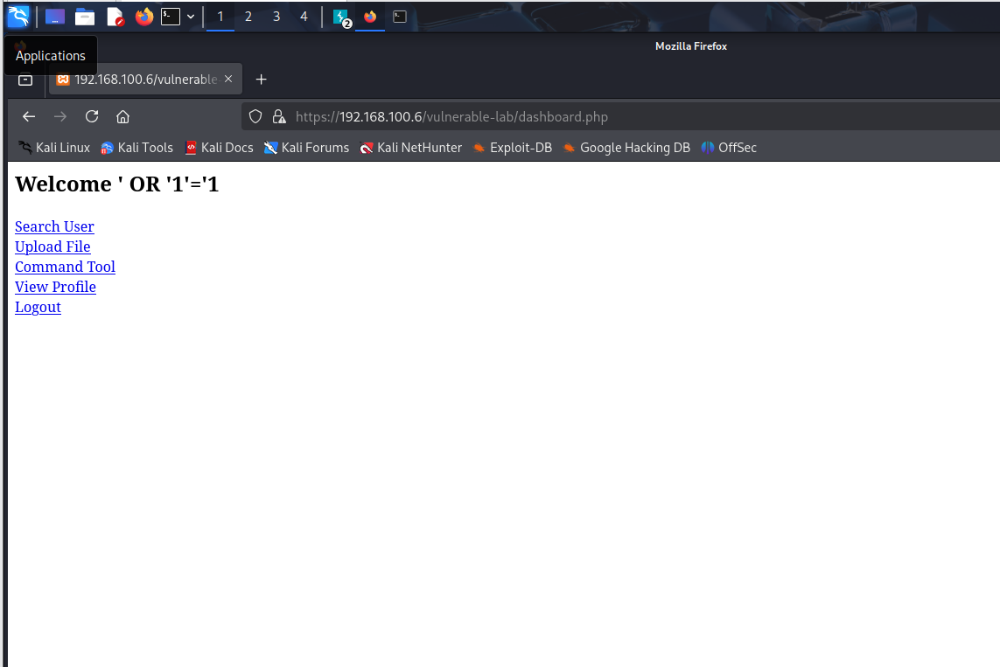 1 2 3 4 2
Mozilla Firefox
Applications
192.168.100.6/vulnerable-
https://192.168.100.6/vulnerable-lab/dashboard.php
Kali Linux Kali Tools Kali Docs Kali Forums Kali NetHunter Exploit-DB Google Hacking DB OffSec
Welcome ' OR '1'='1
Search User
Upload File
Command Tool
View Profile
Logout